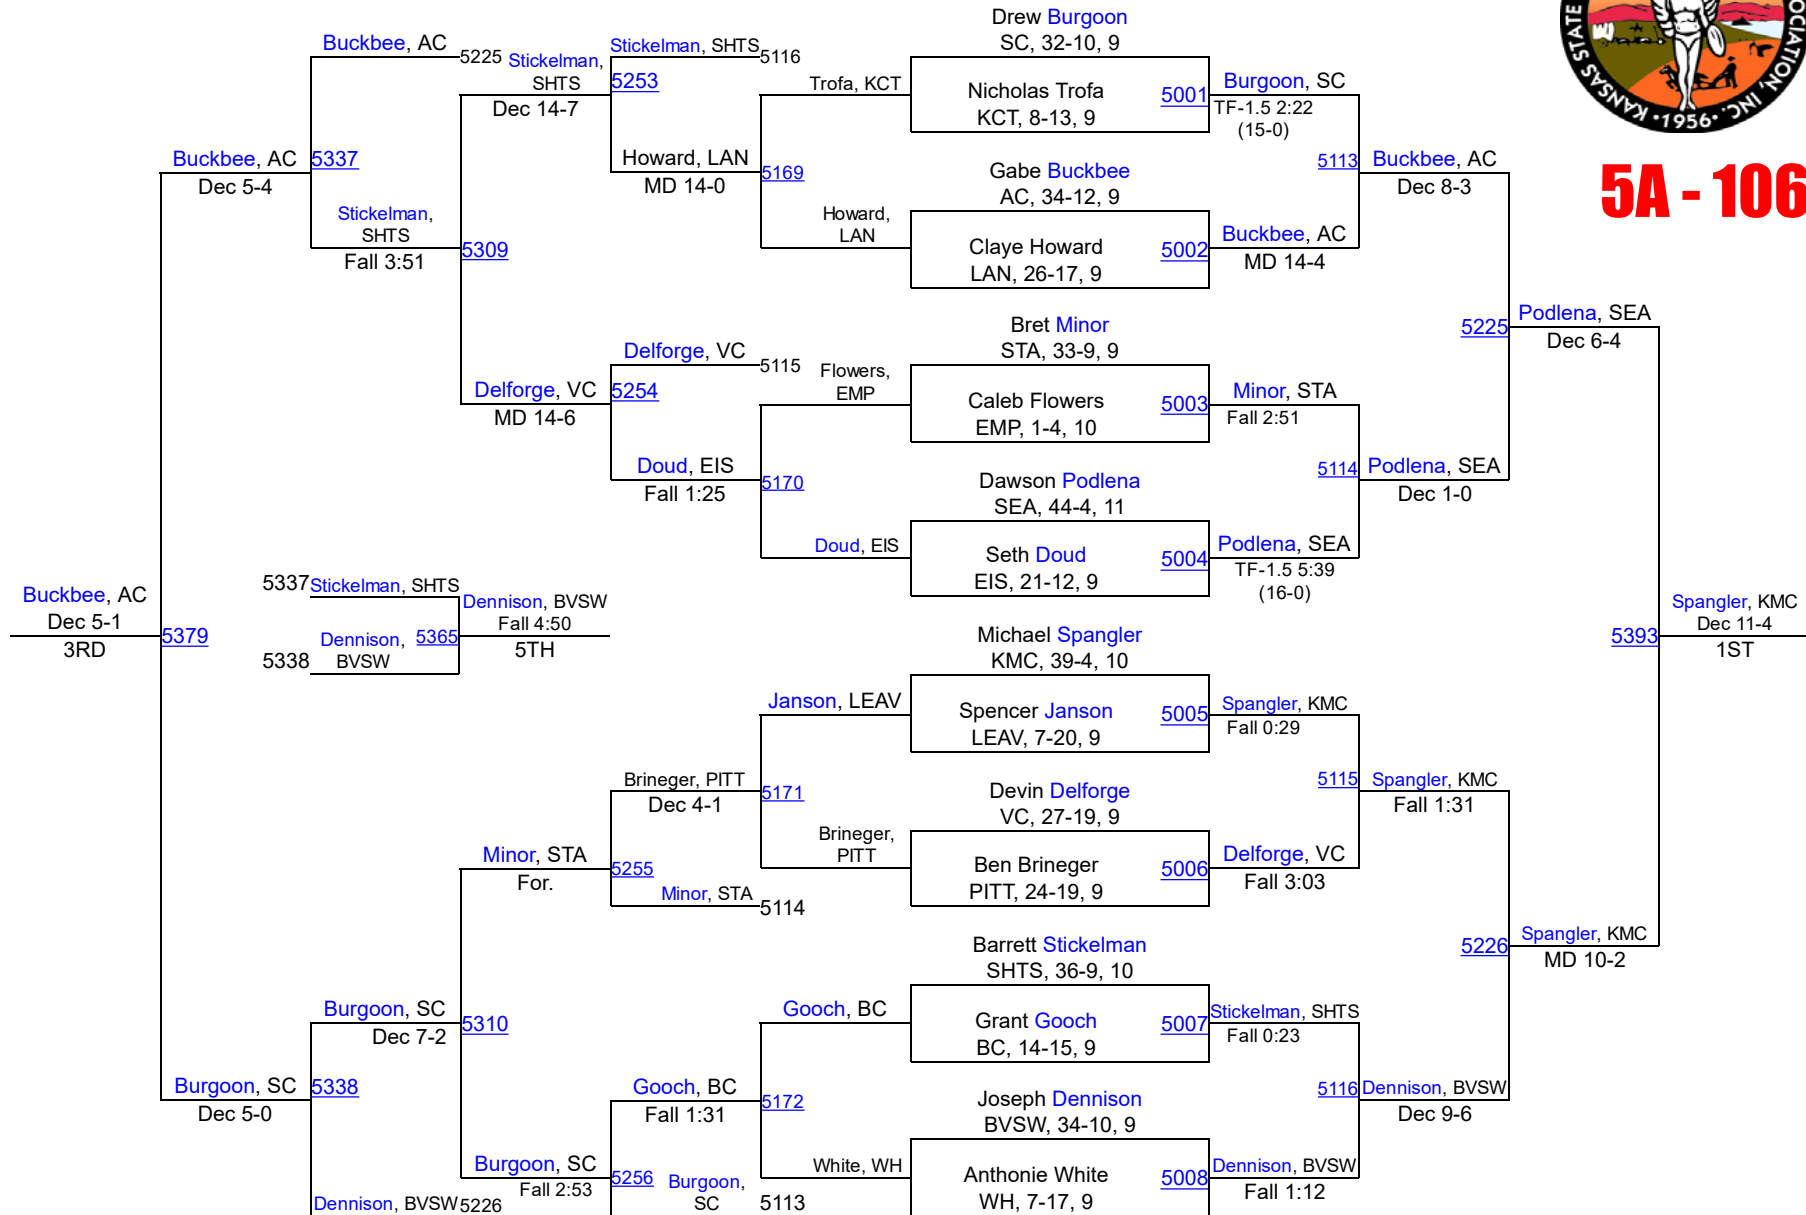 KANSAS STATE
OCIATION, INC.
•1956•
5A - 106
Drew Burgoon
SC, 32-10, 9
Nicholas Trofa
KCT, 8-13, 9
5001
Gabe Buckbee
AC, 34-12, 9
Claye Howard
LAN, 26-17, 9
5002
Bret Minor
STA, 33-9, 9
Caleb Flowers
EMP, 1-4, 10
5003
Dawson Podlena
SEA, 44-4, 11
Seth Doud
EIS, 21-12, 9
5004
Michael Spangler
KMC, 39-4, 10
Spencer Janson
LEAV, 7-20, 9
5005
Devin Delforge
VC, 27-19, 9
Ben Brineger
PITT, 24-19, 9
5006
Barrett Stickelman
SHTS, 36-9, 10
Grant Gooch
BC, 14-15, 9
5007
Joseph Dennison
BVSW, 34-10, 9
Anthonie White
WH, 7-17, 9
5008
Burgoon, SC
TF-1.5 2:22
(15-0)
5113
Buckbee, AC
MD 14-4
Minor, STA
Fall 2:51
5114
Podlena, SEA
TF-1.5 5:39
(16-0)
Spangler, KMC
Fall 0:29
5115
Delforge, VC
Fall 3:03
Stickelman, SHTS
Fall 0:23
5116
Dennison, BVSW
Fall 1:12
Buckbee, AC
Dec 8-3
5225
Podlena, SEA
Dec 1-0
Spangler, KMC
Fall 1:31
5226
Dennison, BVSW
Dec 9-6
Podlena, SEA
Dec 6-4
5393
Spangler, KMC
MD 10-2
Spangler, KMC
Dec 11-4
1ST
Trofa, KCT
5169
Howard,
LAN
Flowers,
EMP
5170
Doud, EIS
Janson, LEAV
5171
Brineger,
PITT
Gooch, BC
5172
White, WH
Stickelman, SHTS
5116
5253
Howard, LAN
MD 14-0
Delforge, VC
5115
5254
Doud, EIS
Fall 1:25
Brineger, PITT
Dec 4-1
5255
Minor, STA
5114
Gooch, BC
Fall 1:31
5256
Burgoon,
SC
5113
Stickelman,
SHTS
Dec 14-7
5309
Delforge, VC
MD 14-6
Minor, STA
For.
5310
Burgoon, SC
Fall 2:53
Buckbee, AC
5225
5337
Stickelman,
SHTS
Fall 3:51
Burgoon, SC
Dec 7-2
5338
Dennison, BVSW
5226
Buckbee, AC
Dec 5-4
5379
Burgoon, SC
Dec 5-0
Buckbee, AC
Dec 5-1
3RD
5337
Stickelman, SHTS
Dennison,
BVSW
5338
5365
Dennison, BVSW
Fall 4:50
5TH